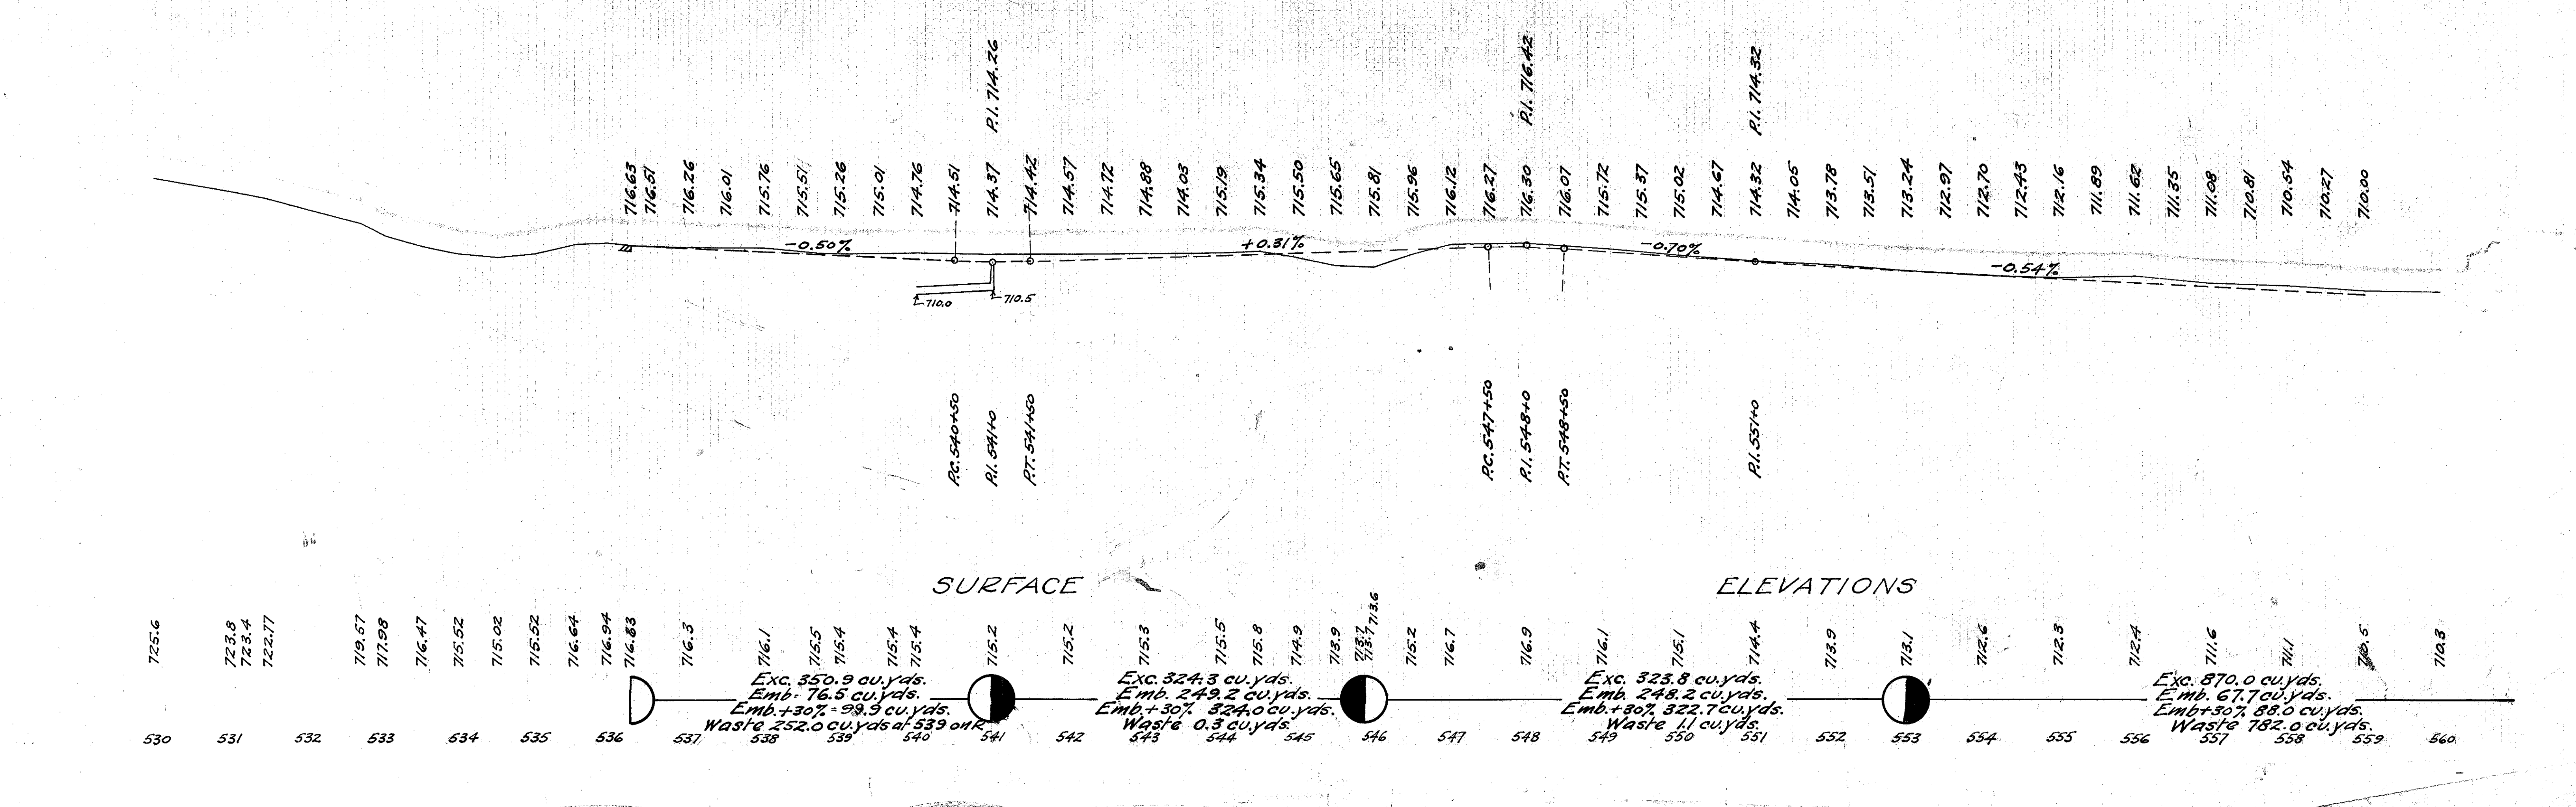 P.I. 714.26
P.I. 716.42
P.I. 714.32
716.63 716.51 716.26 716.01 715.76 715.51 715.26 715.01 714.76 714.51 714.37 714.42 714.57 714.72 714.88 714.03 715.19 715.34 715.50 715.65 715.81 715.96 716.12 716.27 716.30 716.07 715.72 715.37 715.02 714.67 714.32 714.05 713.78 713.51 713.24 712.97 712.70 712.43 712.16 711.89 711.62 711.35 711.08 710.81 710.54 710.27 710.00
-0.50% +0.31% -0.70% -0.54%
710.0 710.5
P.C. 540+50 P.I. 541+0 P.T. 541+50 P.C. 547+50 P.I. 548+0 P.T. 548+50 P.I. 551+0
SURFACE ELEVATIONS
725.6 723.8 723.4 722.77 719.57 717.98 716.47 715.52 715.02 715.52 716.64 716.94 716.83 716.3 716.1 715.5 715.4 715.4 715.4 715.2 715.2 715.3 715.5 715.8 714.9 713.9 713.7 713.7 713.6 715.2 716.7 716.9 716.1 715.1 714.4 713.9 713.1 712.6 712.3 712.4 711.6 711.1 710.5 710.3
Exc. 350.9 cu.yds.
Emb. 76.5 cu.yds.
Emb.+30% = 99.9 cu.yds.
Waste 252.0 cu.yds at 539 on R
Exc. 324.3 cu.yds.
Emb. 249.2 cu.yds.
Emb.+30% 324.0 cu.yds.
Waste 0.3 cu.yds.
Exc. 323.8 cu.yds.
Emb. 248.2 cu.yds.
Emb.+30% 322.7 cu.yds.
Waste 1.1 cu.yds.
Exc. 870.0 cu.yds.
Emb. 67.7 cu.yds.
Emb+30% 88.0 cu.yds.
Waste 782.0 cu.yds.
530 531 532 533 534 535 536 537 538 539 540 541 542 543 544 545 546 547 548 549 550 551 552 553 554 555 556 557 558 559 560